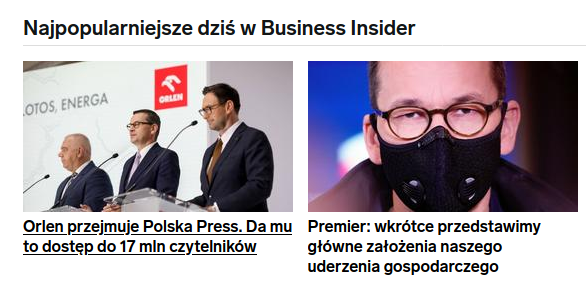 Najpopularniejsze dziś w Business Insider
LOTOS, ENERGA
ORLEN
Orlen przejmuje Polska Press. Da mu
to dostęp do 17 mln czytelników
Premier: wkrótce przedstawimy
główne założenia naszego
uderzenia gospodarczego